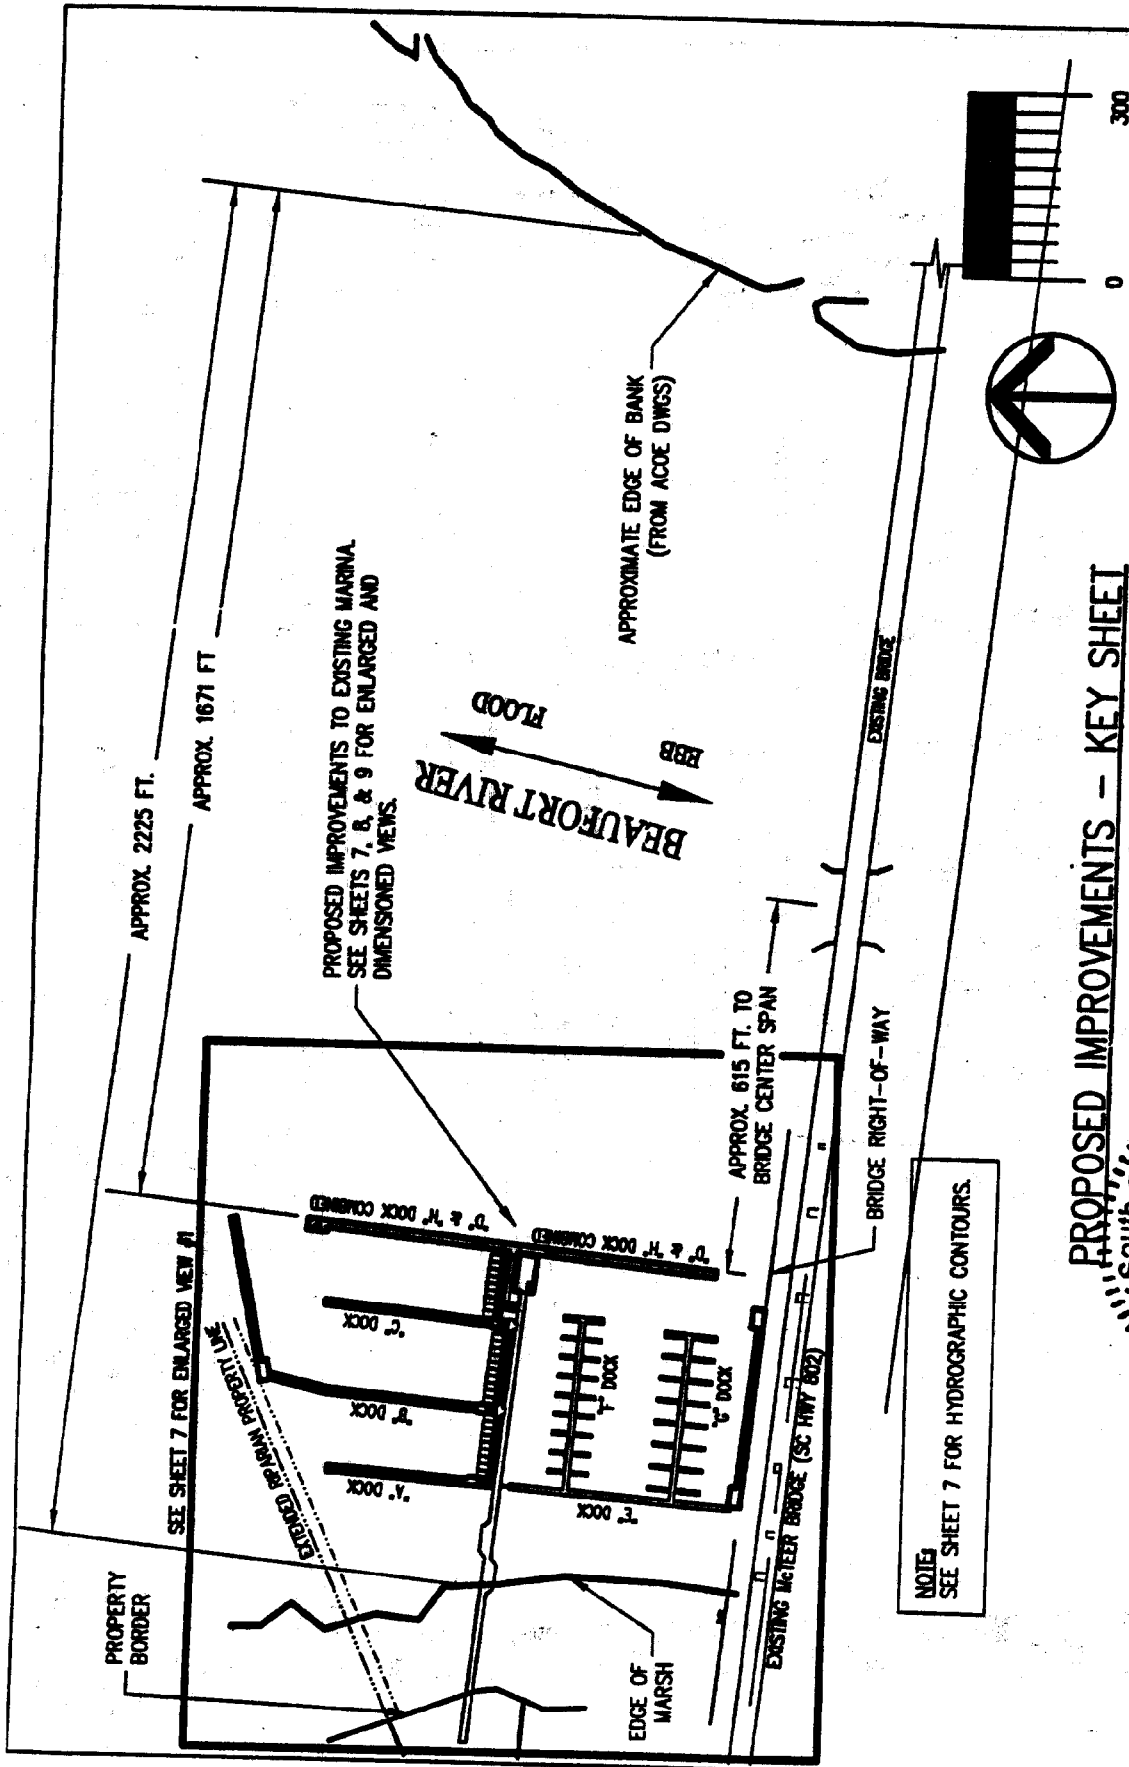 APPROX. 2225 FT.
APPROX. 1671 FT
PROPOSED IMPROVEMENTS TO EXISTING MARINA.
SEE SHEETS 7, 8, & 9 FOR ENLARGED AND
DIMENSIONED VIEWS.
SEE SHEET 7 FOR ENLARGED VIEW #1
PROPERTY
BORDER
EXTENDED RIPARIAN PROPERTY LINE
"A" DOCK
"B" DOCK
"C" DOCK
"D" & "H" DOCK COMBINED
"D" & "H" DOCK COMBINED
"E" DOCK
"F" DOCK
"G" DOCK
EDGE OF
MARSH
EXISTING McTEER BRIDGE (SC HWY 802)
APPROX. 615 FT. TO
BRIDGE CENTER SPAN
BRIDGE RIGHT-OF-WAY
EXISTING BRIDGE
BEAUFORT RIVER
FLOOD
EBB
APPROXIMATE EDGE OF BANK
(FROM ACOE DWGS)
0
300
NOTE:
SEE SHEET 7 FOR HYDROGRAPHIC CONTOURS.
PROPOSED IMPROVEMENTS - KEY SHEET
South